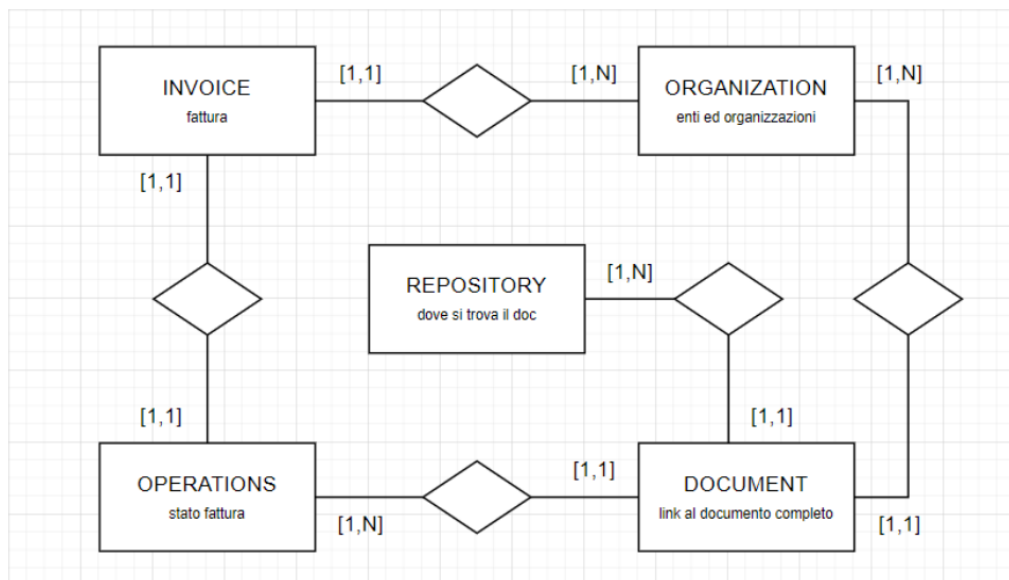 INVOICE
fattura
[1,1]
[1,N]
ORGANIZATION
enti ed organizzazioni
[1,N]
[1,1]
REPOSITORY
dove si trova il doc
[1,N]
[1,1]
[1,1]
OPERATIONS
stato fattura
[1,N]
[1,1]
DOCUMENT
link al documento completo
[1,1]